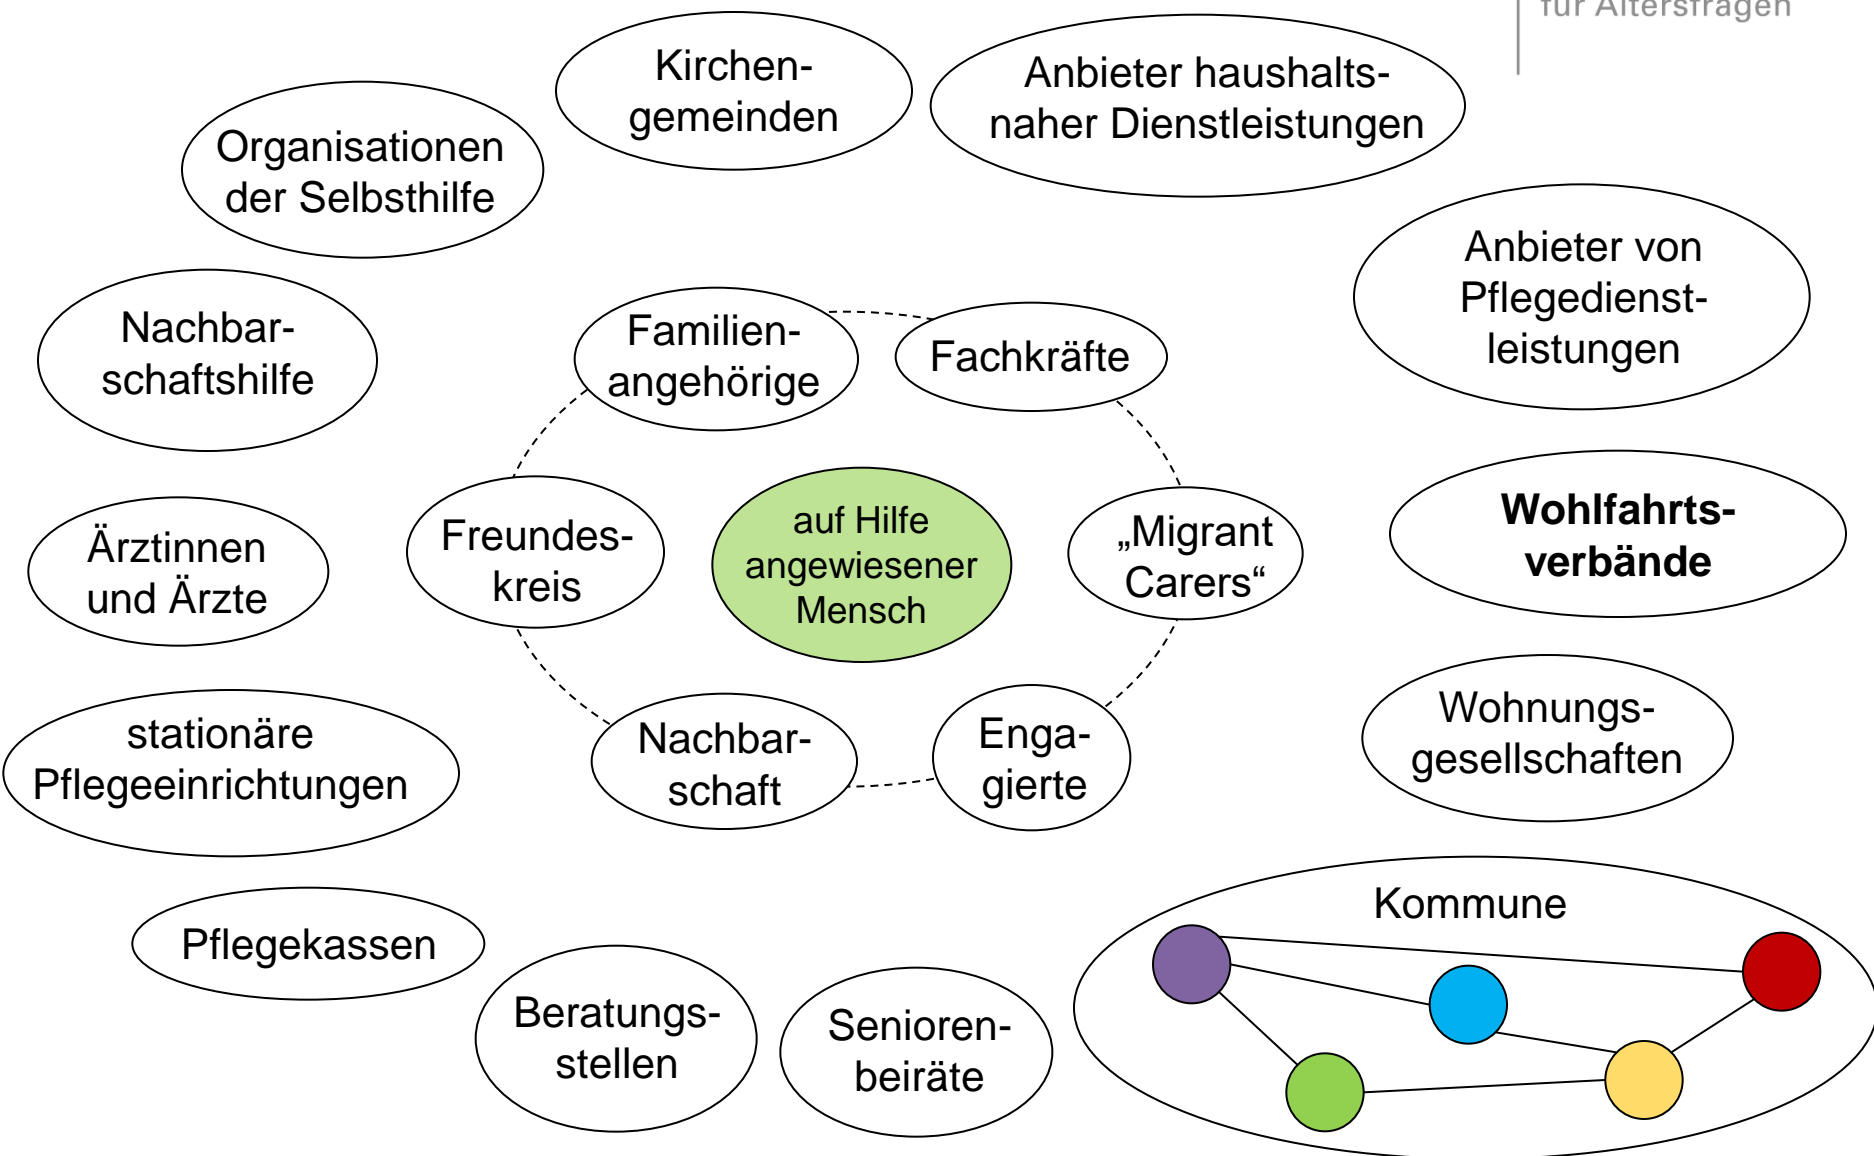 für Altersfragen
Kirchen-
gemeinden
Anbieter haushalts-
naher Dienstleistungen
Organisationen
der Selbsthilfe
Anbieter von
Pflegedienst-
leistungen
Nachbar-
schaftshilfe
Familien-
angehörige
Fachkräfte
Wohlfahrts-
verbände
Ärztinnen
und Ärzte
Freundes-
kreis
auf Hilfe
angewiesener
Mensch
„Migrant
Carers“
Wohnungs-
gesellschaften
stationäre
Pflegeeinrichtungen
Nachbar-
schaft
Enga-
gierte
Kommune
Pflegekassen
Beratungs-
stellen
Senioren-
beiräte